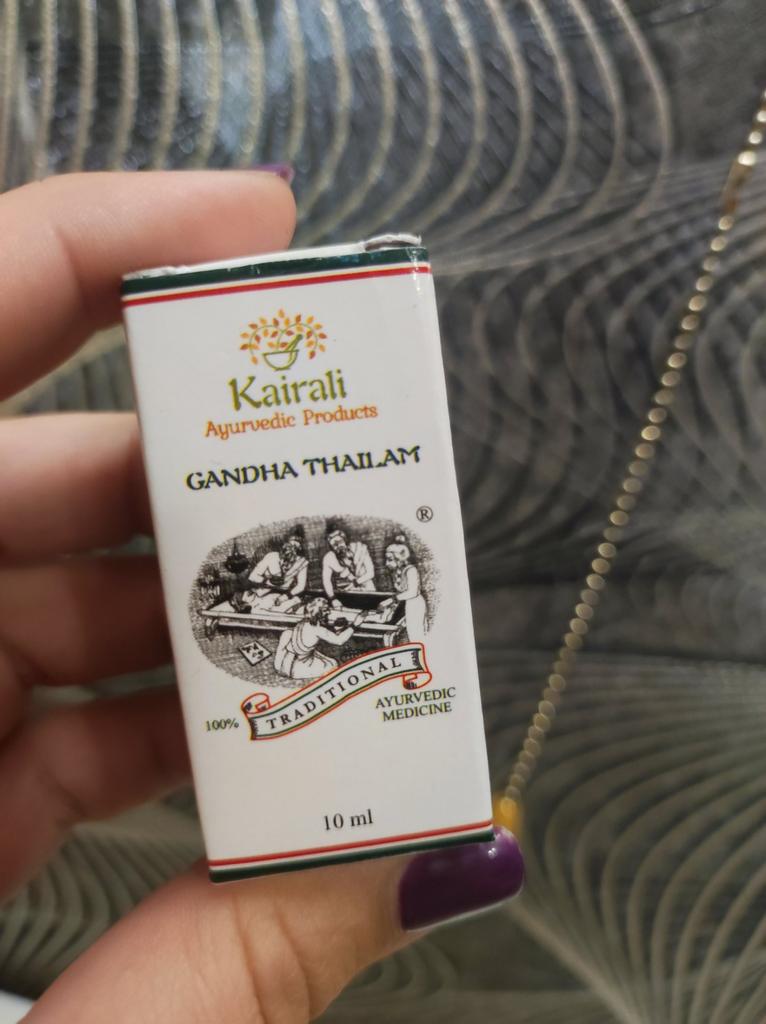 Kairali
Ayurvedic Products
GANDHA THAILAM
®
100% TRADITIONAL AYURVEDIC
MEDICINE
10 ml